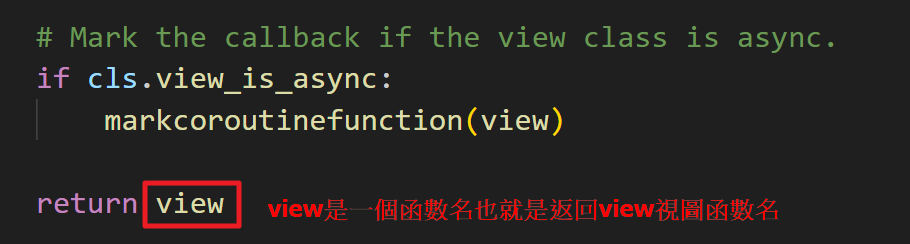 # Mark the callback if the view class is async.
if cls.view_is_async:
markcoroutinefunction(view)
return view view是一個函數名也就是返回view視圖函數名